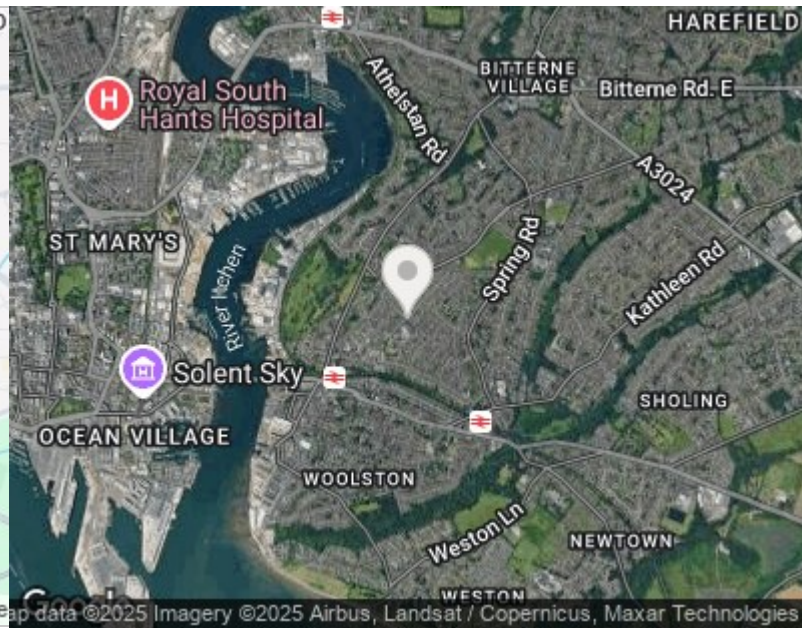 HAREFIELD
Royal South
Hants Hospital
Athelstan Rd
BITTERNE
VILLAGE
Bitterne Rd. E
A3024
ST MARY'S
River Itchen
Spring Rd
Kathleen Rd
Solent Sky
SHOLING
OCEAN VILLAGE
WOOLSTON
Weston Ln
NEWTOWN
WESTON
ap data ©2025 Imagery ©2025 Airbus, Landsat / Copernicus, Maxar Technologies